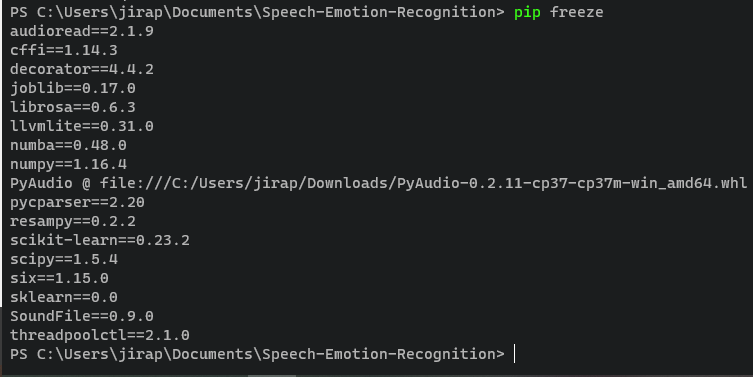 PS C:\Users\jirap\Documents\Speech-Emotion-Recognition> pip freeze
audioread==2.1.9
cffi==1.14.3
decorator==4.4.2
joblib==0.17.0
librosa==0.6.3
llvmlite==0.31.0
numba==0.48.0
numpy==1.16.4
PyAudio @ file:///C:/Users/jirap/Downloads/PyAudio-0.2.11-cp37-cp37m-win_amd64.whl
pycparser==2.20
resampy==0.2.2
scikit-learn==0.23.2
scipy==1.5.4
six==1.15.0
sklearn==0.0
SoundFile==0.9.0
threadpoolctl==2.1.0
PS C:\Users\jirap\Documents\Speech-Emotion-Recognition>